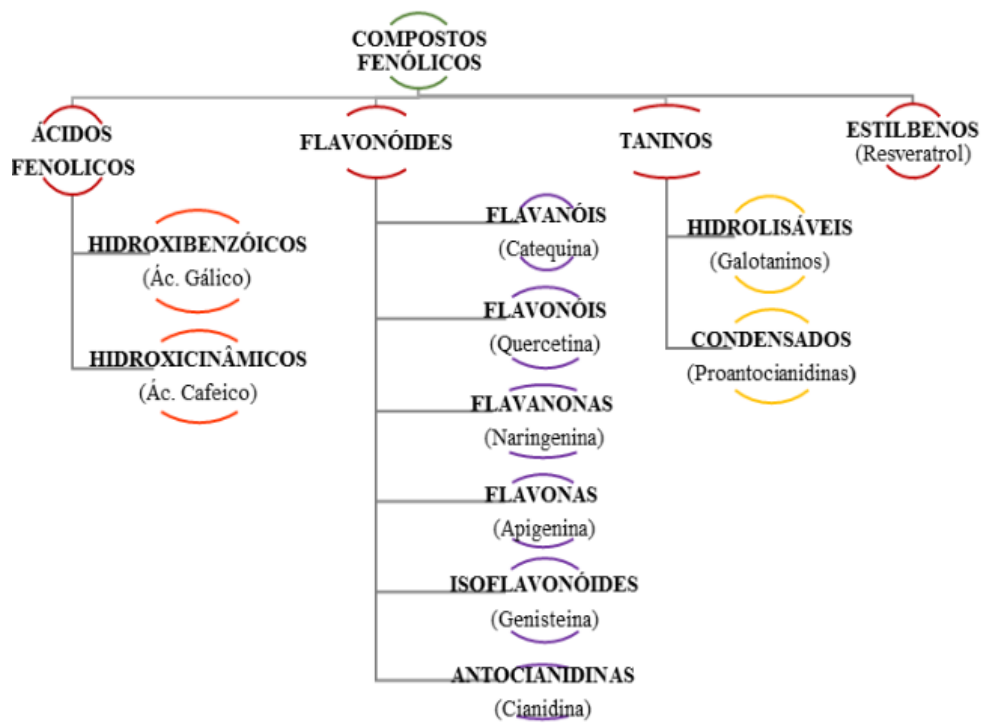 COMPOSTOS
FENÓLICOS
ÁCIDOS
FENOLICOS
HIDROXIBENZÓICOS
(Ác. Gálico)
HIDROXICINÂMICOS
(Ác. Cafeico)
FLAVONÓIDES
FLAVANÓIS
(Catequina)
FLAVONÓIS
(Quercetina)
FLAVANONAS
(Naringenina)
FLAVONAS
(Apigenina)
ISOFLAVONÓIDES
(Genisteina)
ANTOCIANIDINAS
(Cianidina)
TANINOS
HIDROLISÁVEIS
(Galotaninos)
CONDENSADOS
(Proantocianidinas)
ESTILBENOS
(Resveratrol)